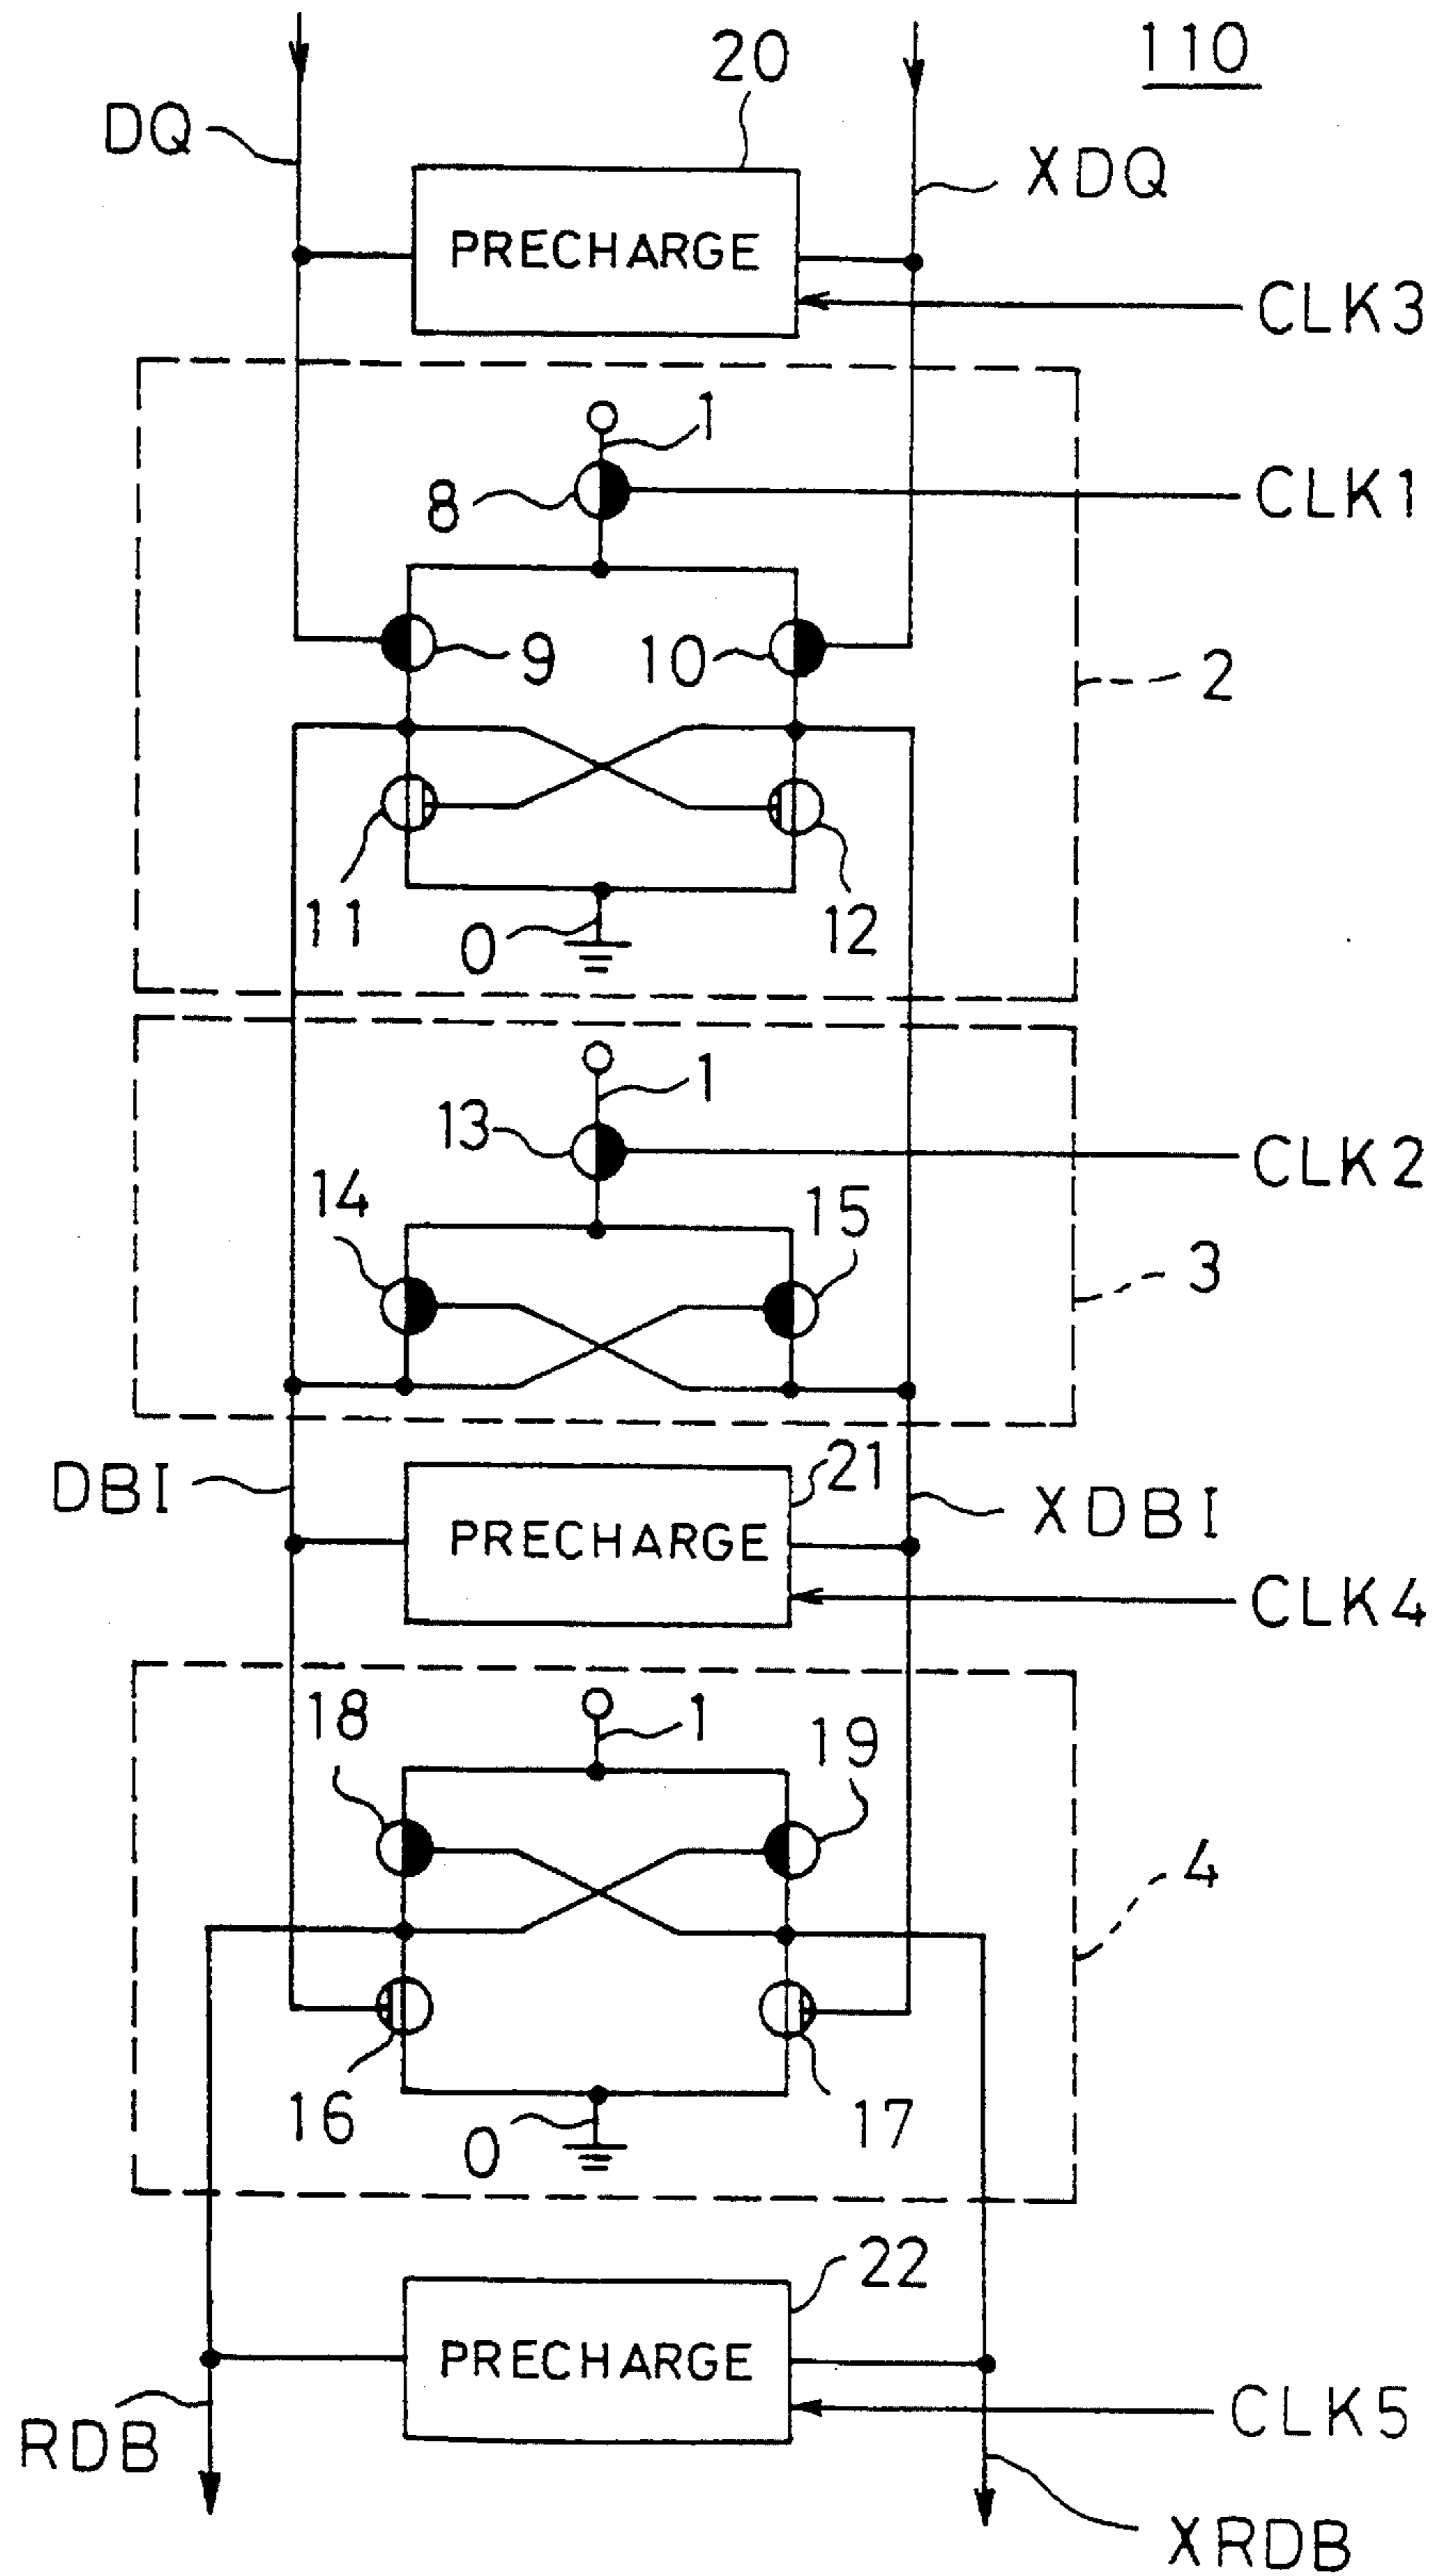 110
20
DQ
XDQ
PRECHARGE
CLK3
1
8
CLK1
9
10
2
11
12
0
1
13
CLK2
14
15
3
21
DBI
XDBI
PRECHARGE
CLK4
18
1
19
4
16
17
0
22
PRECHARGE
CLK5
RDB
XRDB